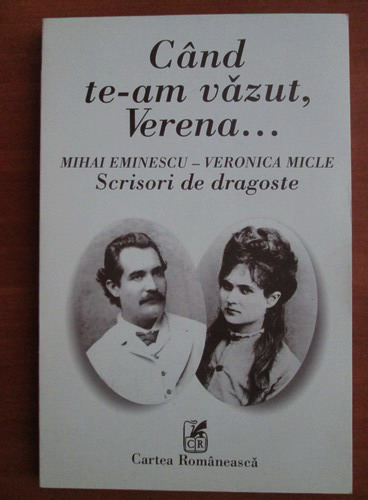 Când
te-am văzut,
Verena...
MIHAI EMINESCU – VERONICA MICLE
Scrisori de dragoste
CR
Cartea Românească